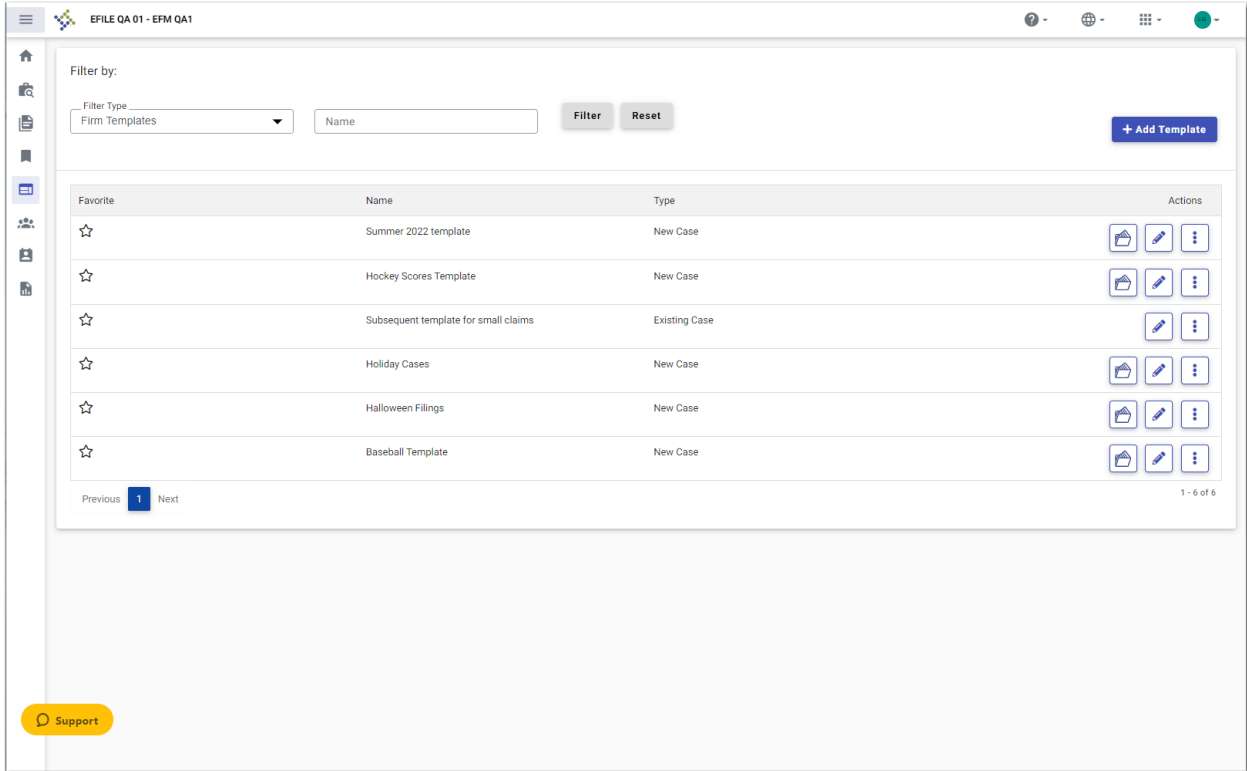 EFILE QA 01 - EFM QA1
Filter by:
Filter Type
Firm Templates
Name
Filter
Reset
+ Add Template
Favorite Name Type Actions
Summer 2022 template New Case
Hockey Scores Template New Case
Subsequent template for small claims Existing Case
Holiday Cases New Case
Halloween Filings New Case
Baseball Template New Case
Previous 1 Next 1 - 6 of 6
Support